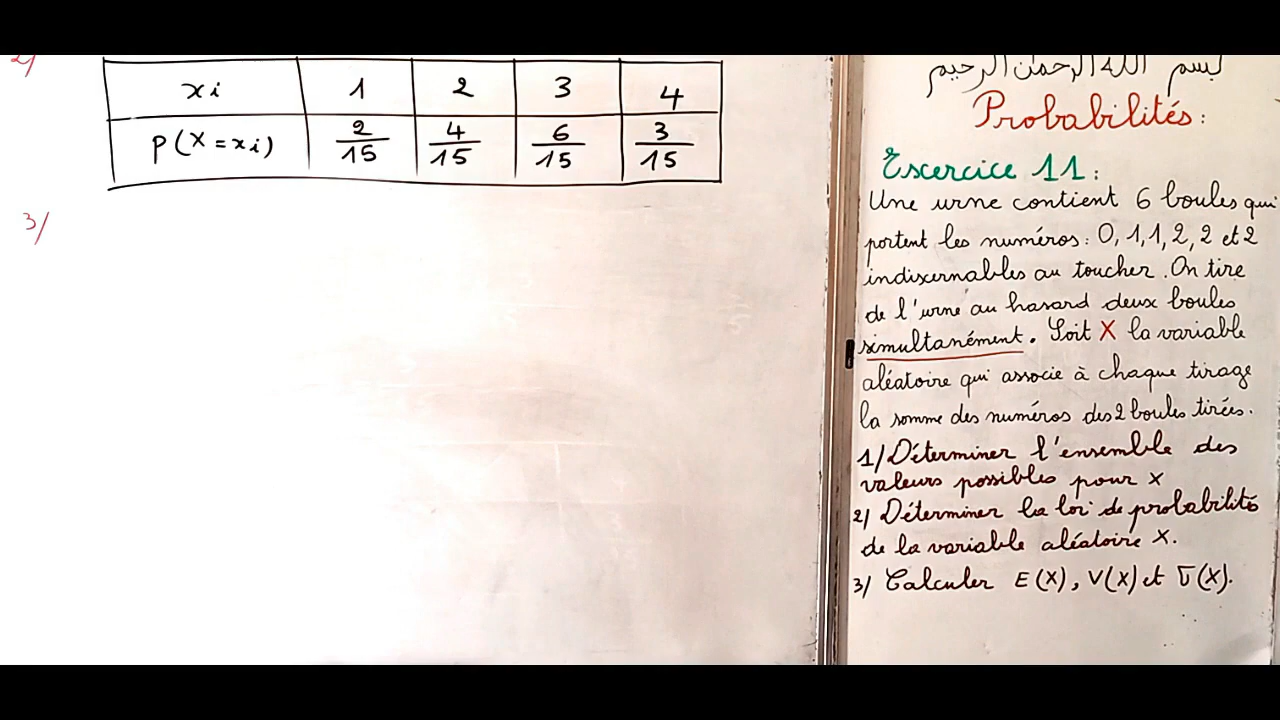 2/
xi 1 2 3 4
p(X=xi) 2/15 4/15 6/15 3/15
3/
بسم الله الرحمان الرحيم
Probabilités :
Escercice 11 :
Une urne contient 6 boules qui
portent les numéros : 0, 1, 1, 2, 2 et 2
indiscernables au toucher. On tire
de l'urne au hasard deux boules
simultanément. Soit X la variable
aléatoire qui associe à chaque tirage
la somme des numéros des 2 boules tirées.
1/ Déterminer l'ensemble des
valeurs possibles pour X
2/ Déterminer la loi de probabilité
de la variable aléatoire X.
3/ Calculer E(X), V(X) et σ(X).